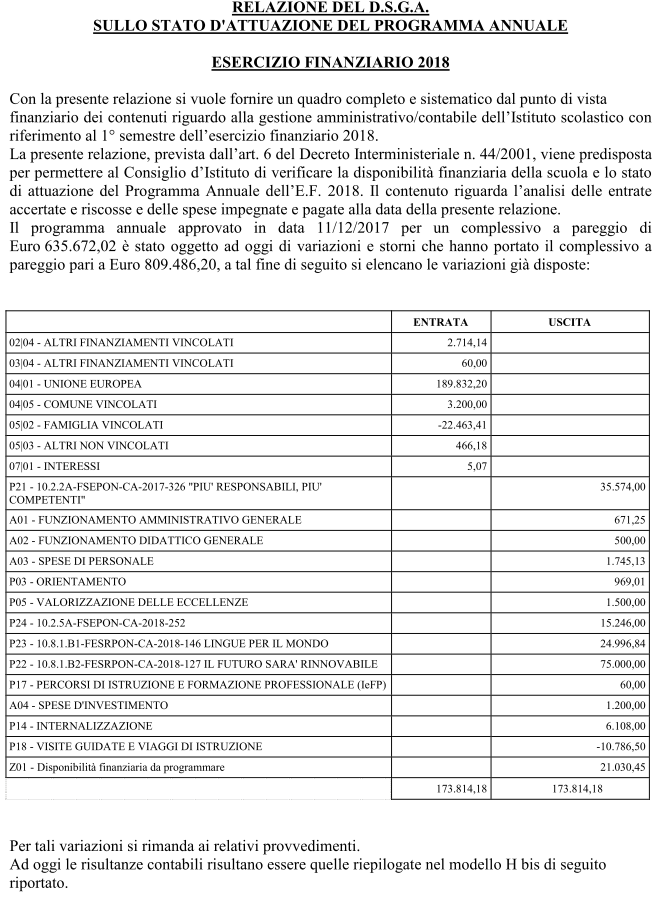 RELAZIONE DEL D.S.G.A.
SULLO STATO D'ATTUAZIONE DEL PROGRAMMA ANNUALE
ESERCIZIO FINANZIARIO 2018
Con la presente relazione si vuole fornire un quadro completo e sistematico dal punto di vista
finanziario dei contenuti riguardo alla gestione amministrativo/contabile dell'Istituto scolastico con
riferimento al 1° semestre dell'esercizio finanziario 2018.
La presente relazione, prevista dall'art. 6 del Decreto Interministeriale n. 44/2001, viene predisposta
per permettere al Consiglio d'Istituto di verificare la disponibilità finanziaria della scuola e lo stato
di attuazione del Programma Annuale dell'E.F. 2018. Il contenuto riguarda l'analisi delle entrate
accertate e riscosse e delle spese impegnate e pagate alla data della presente relazione.
Il programma annuale approvato in data 11/12/2017 per un complessivo a pareggio di
Euro 635.672,02 è stato oggetto ad oggi di variazioni e storni che hanno portato il complessivo a
pareggio pari a Euro 809.486,20, a tal fine di seguito si elencano le variazioni già disposte:
ENTRATA USCITA
02|04 - ALTRI FINANZIAMENTI VINCOLATI 2.714,14
03|04 - ALTRI FINANZIAMENTI VINCOLATI 60,00
04|01 - UNIONE EUROPEA 189.832,20
04|05 - COMUNE VINCOLATI 3.200,00
05|02 - FAMIGLIA VINCOLATI -22.463,41
05|03 - ALTRI NON VINCOLATI 466,18
07|01 - INTERESSI 5,07
P21 - 10.2.2A-FSEPON-CA-2017-326 "PIU' RESPONSABILI, PIU' 35.574,00
COMPETENTI"
A01 - FUNZIONAMENTO AMMINISTRATIVO GENERALE 671,25
A02 - FUNZIONAMENTO DIDATTICO GENERALE 500,00
A03 - SPESE DI PERSONALE 1.745,13
P03 - ORIENTAMENTO 969,01
P05 - VALORIZZAZIONE DELLE ECCELLENZE 1.500,00
P24 - 10.2.5A-FSEPON-CA-2018-252 15.246,00
P23 - 10.8.1.B1-FESRPON-CA-2018-146 LINGUE PER IL MONDO 24.996,84
P22 - 10.8.1.B2-FESRPON-CA-2018-127 IL FUTURO SARA' RINNOVABILE 75.000,00
P17 - PERCORSI DI ISTRUZIONE E FORMAZIONE PROFESSIONALE (IeFP) 60,00
A04 - SPESE D'INVESTIMENTO 1.200,00
P14 - INTERNALIZZAZIONE 6.108,00
P18 - VISITE GUIDATE E VIAGGI DI ISTRUZIONE -10.786,50
Z01 - Disponibilità finanziaria da programmare 21.030,45
173.814,18 173.814,18
Per tali variazioni si rimanda ai relativi provvedimenti.
Ad oggi le risultanze contabili risultano essere quelle riepilogate nel modello H bis di seguito
riportato.